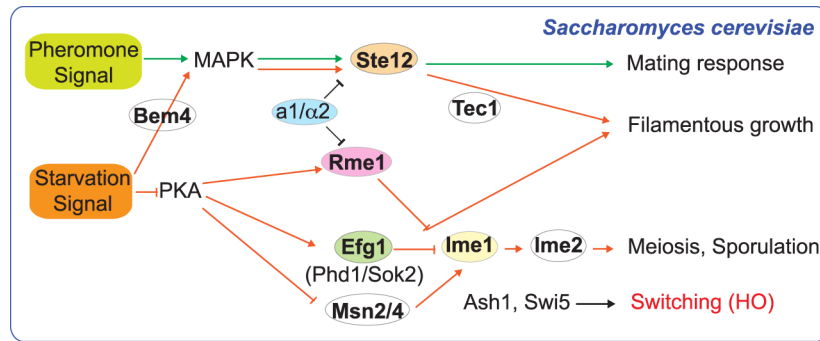 Saccharomyces cerevisiae
Pheromone
Signal
MAPK
Ste12
Mating response
Bem4
a1/α2
Tec1
Filamentous growth
Rme1
Starvation
Signal
PKA
Efg1
(Phd1/Sok2)
Ime1
Ime2
Meiosis, Sporulation
Msn2/4
Ash1, Swi5
Switching (HO)